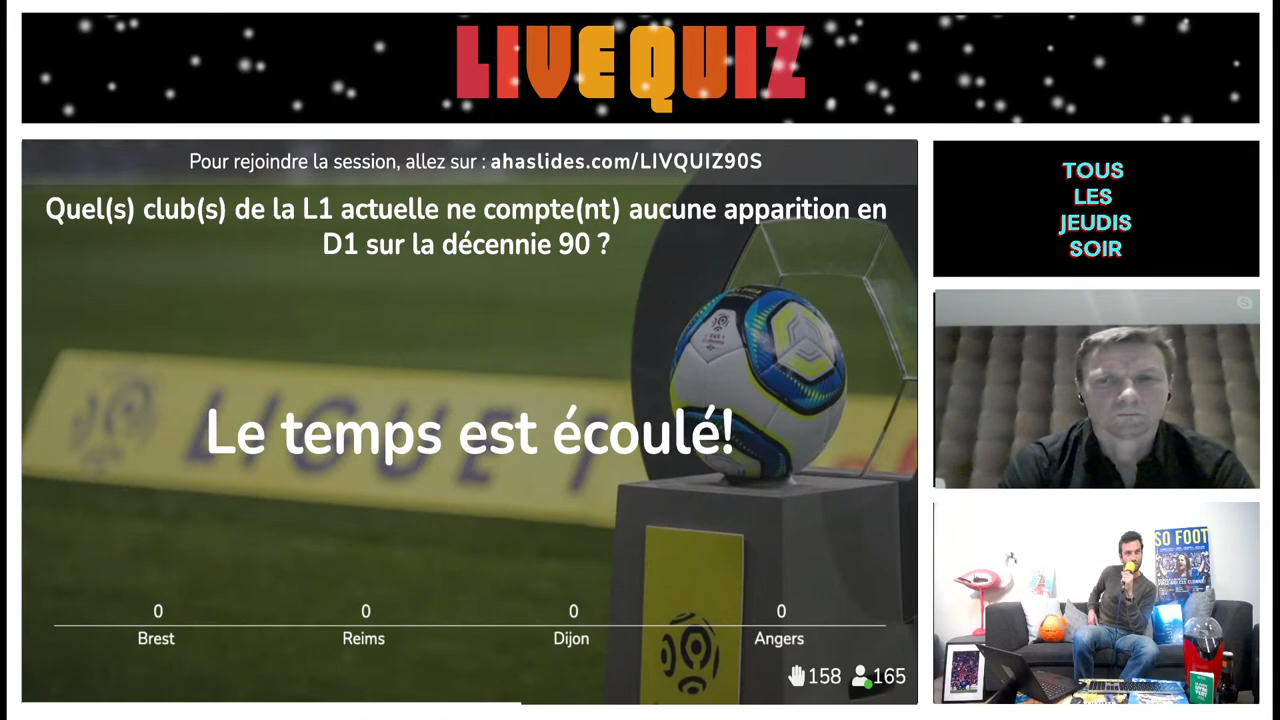 LIVE QUIZ
Pour rejoindre la session, allez sur : ahaslides.com/LIVQUIZ90S
Quel(s) club(s) de la L1 actuelle ne compte(nt) aucune apparition en
D1 sur la décennie 90 ?
LIGUE 1
Le temps est écoulé!
0 0 0 0
Brest Reims Dijon Angers
158 165
TOUS
LES
JEUDIS
SOIR
SO FOOT